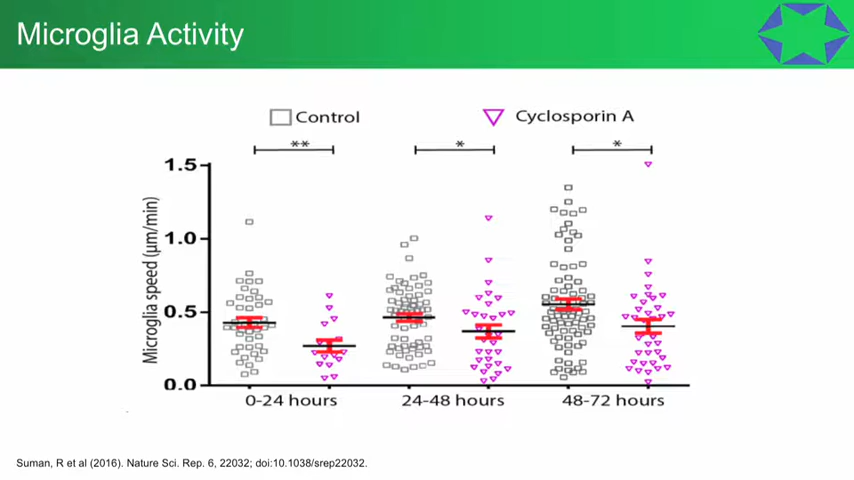 Microglia Activity
Control
Cyclosporin A
** * *
1.5
1.0
0.5
0.0
Microglia speed (µm/min)
0-24 hours 24-48 hours 48-72 hours
Suman, R et al (2016). Nature Sci. Rep. 6, 22032; doi:10.1038/srep22032.